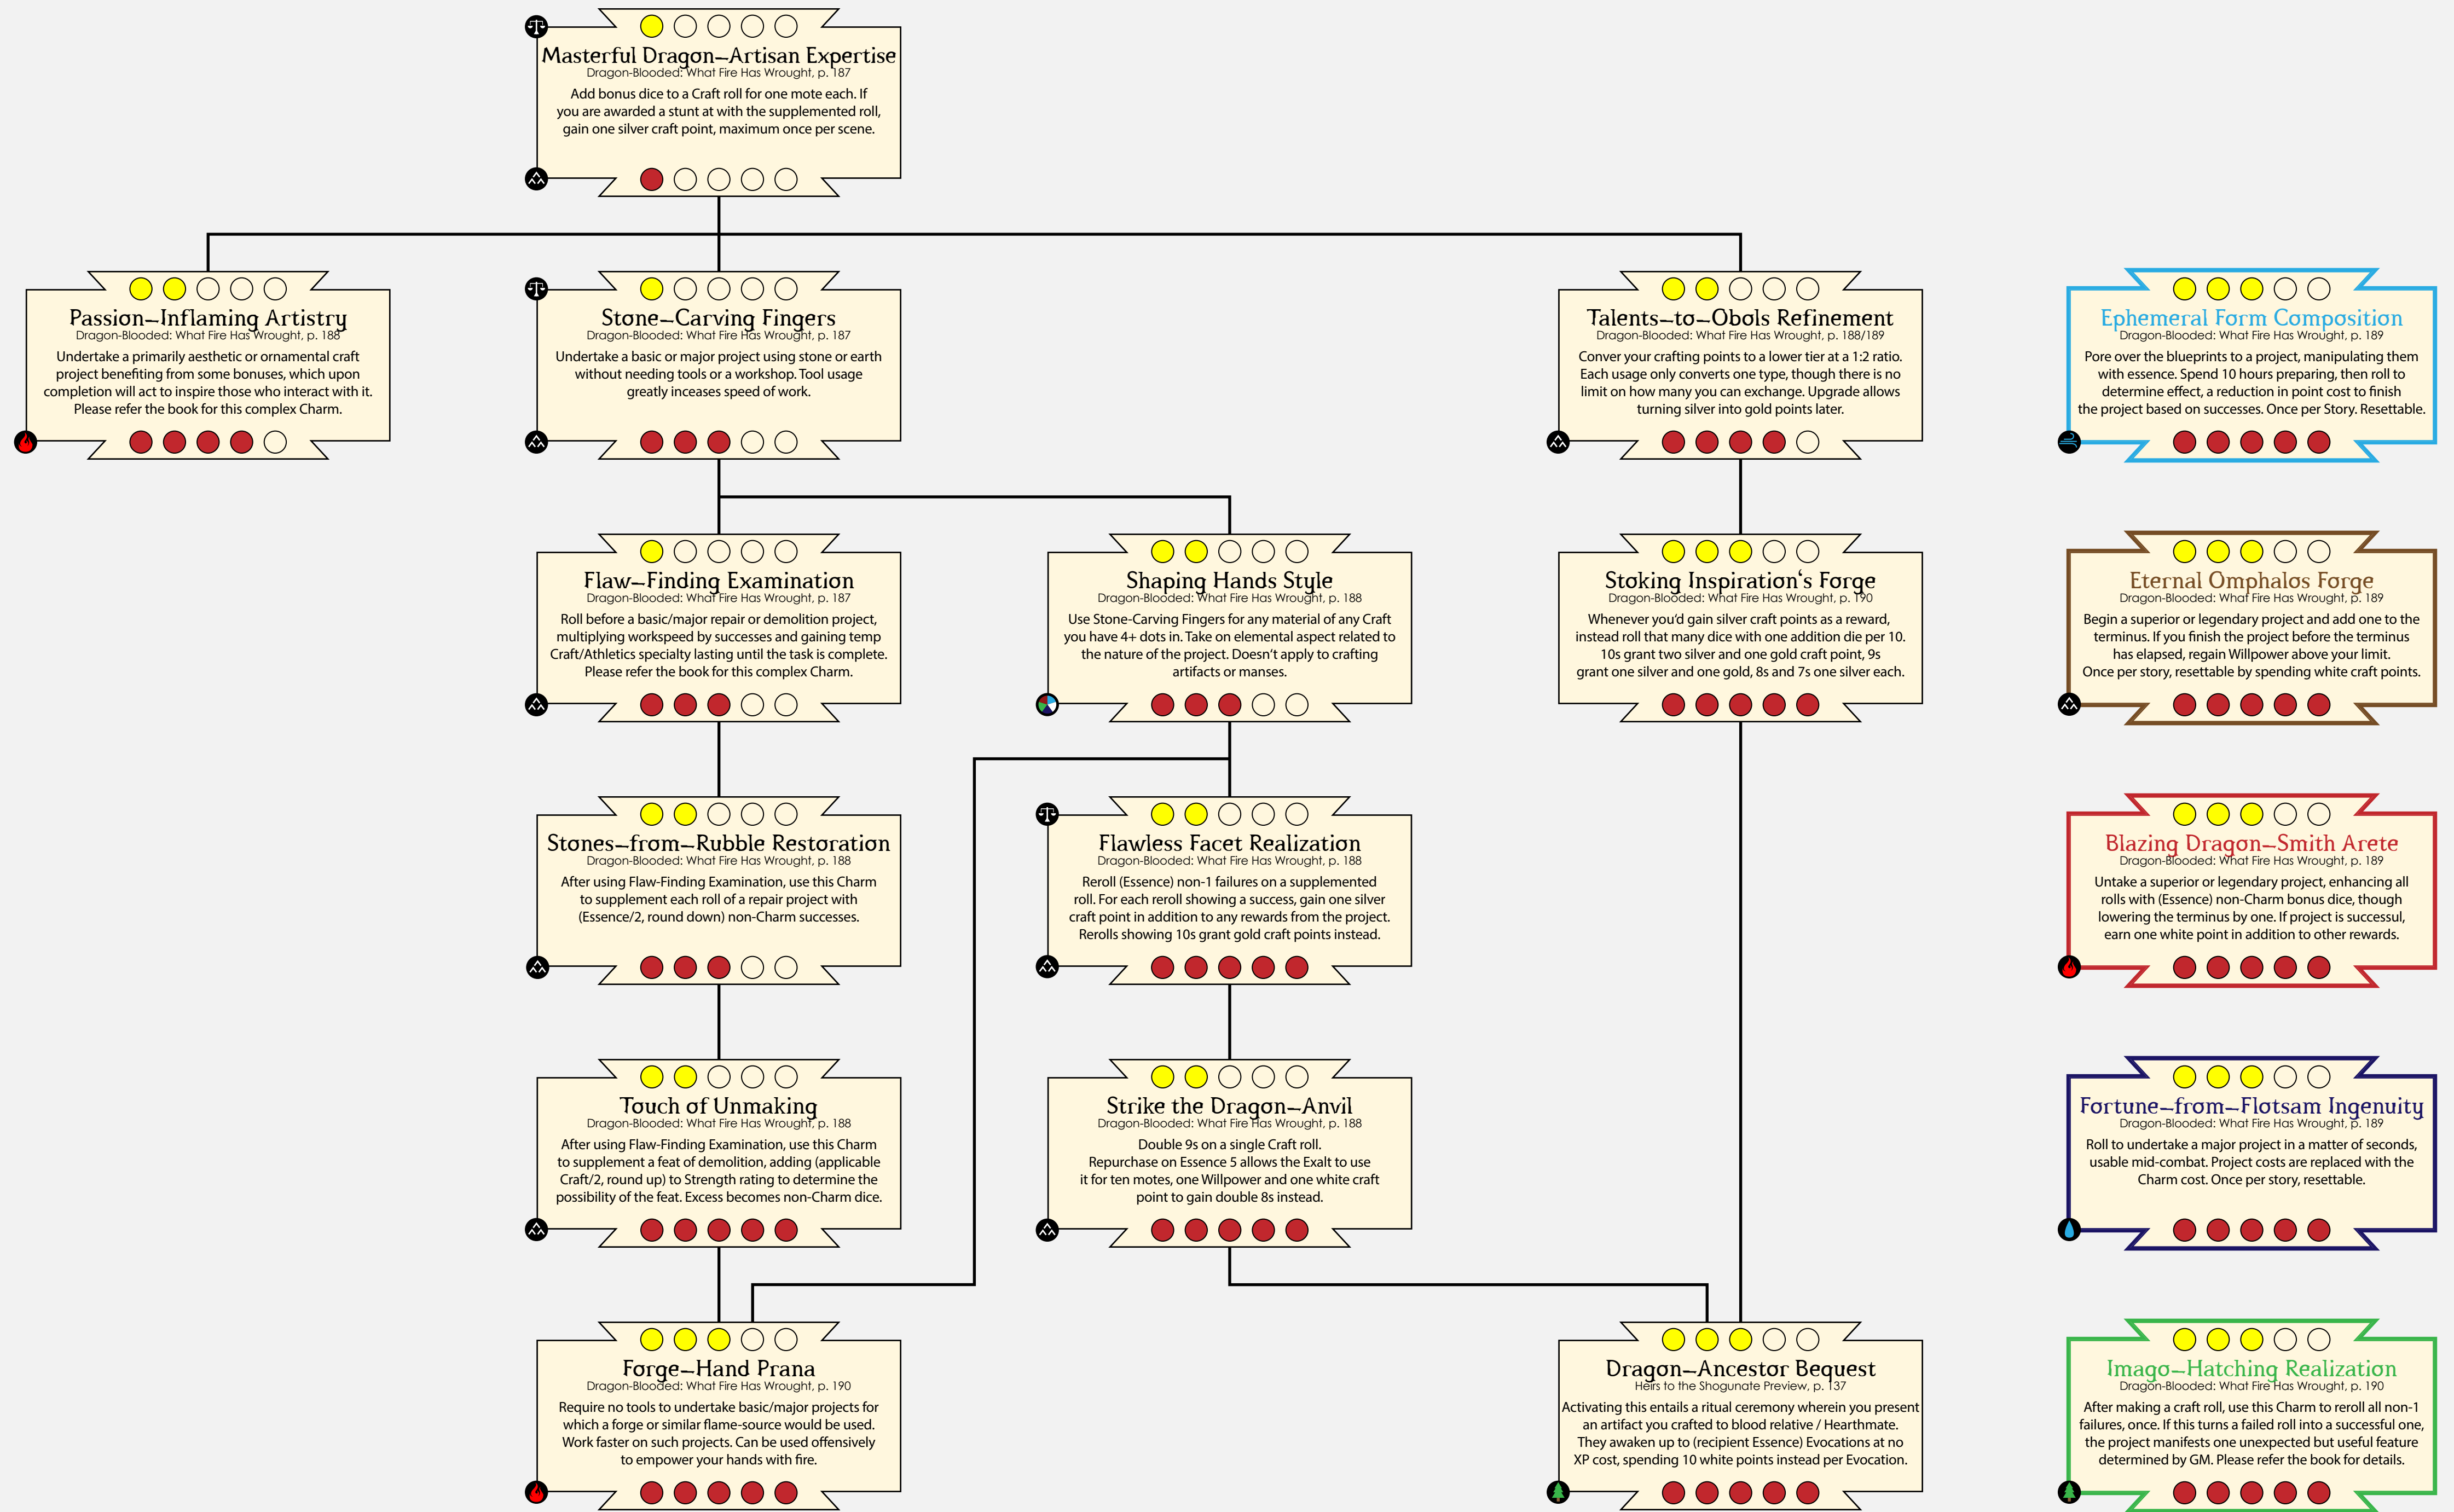 Masterful Dragon-Artisan Expertise
Dragon-Blooded: What Fire Has Wrought, p. 187
Add bonus dice to a Craft roll for one mote each. If
you are awarded a stunt at with the supplemented roll,
gain one silver craft point, maximum once per scene.
Passion-Inflaming Artistry
Dragon-Blooded: What Fire Has Wrought, p. 188
Undertake a primarily aesthetic or ornamental craft
project benefiting from some bonuses, which upon
completion will act to inspire those who interact with it.
Please refer the book for this complex Charm.
Stone-Carving Fingers
Dragon-Blooded: What Fire Has Wrought, p. 187
Undertake a basic or major project using stone or earth
without needing tools or a workshop. Tool usage
greatly inceases speed of work.
Talents-to-Obols Refinement
Dragon-Blooded: What Fire Has Wrought, p. 188/189
Conver your crafting points to a lower tier at a 1:2 ratio.
Each usage only converts one type, though there is no
limit on how many you can exchange. Upgrade allows
turning silver into gold points later.
Ephemeral Form Composition
Dragon-Blooded: What Fire Has Wrought, p. 189
Pore over the blueprints to a project, manipulating them
with essence. Spend 10 hours preparing, then roll to
determine effect, a reduction in point cost to finish
the project based on successes. Once per Story. Resettable.
Flaw-Finding Examination
Dragon-Blooded: What Fire Has Wrought, p. 187
Roll before a basic/major repair or demolition project,
multiplying workspeed by successes and gaining temp
Craft/Athletics specialty lasting until the task is complete.
Please refer the book for this complex Charm.
Shaping Hands Style
Dragon-Blooded: What Fire Has Wrought, p. 188
Use Stone-Carving Fingers for any material of any Craft
you have 4+ dots in. Take on elemental aspect related to
the nature of the project. Doesn't apply to crafting
artifacts or manses.
Stoking Inspiration's Forge
Dragon-Blooded: What Fire Has Wrought, p. 190
Whenever you'd gain silver craft points as a reward,
instead roll that many dice with one addition die per 10.
10s grant two silver and one gold craft point, 9s
grant one silver and one gold, 8s and 7s one silver each.
Eternal Omphalos Forge
Dragon-Blooded: What Fire Has Wrought, p. 189
Begin a superior or legendary project and add one to the
terminus. If you finish the project before the terminus
has elapsed, regain Willpower above your limit.
Once per story, resettable by spending white craft points.
Stones-from-Rubble Restoration
Dragon-Blooded: What Fire Has Wrought, p. 188
After using Flaw-Finding Examination, use this Charm
to supplement each roll of a repair project with
(Essence/2, round down) non-Charm successes.
Flawless Facet Realization
Dragon-Blooded: What Fire Has Wrought, p. 188
Reroll (Essence) non-1 failures on a supplemented
roll. For each reroll showing a success, gain one silver
craft point in addition to any rewards from the project.
Rerolls showing 10s grant gold craft points instead.
Blazing Dragon-Smith Arete
Dragon-Blooded: What Fire Has Wrought, p. 189
Untake a superior or legendary project, enhancing all
rolls with (Essence) non-Charm bonus dice, though
lowering the terminus by one. If project is successul,
earn one white point in addition to other rewards.
Touch of Unmaking
Dragon-Blooded: What Fire Has Wrought, p. 188
After using Flaw-Finding Examination, use this Charm
to supplement a feat of demolition, adding (applicable
Craft/2, round up) to Strength rating to determine the
possibility of the feat. Excess becomes non-Charm dice.
Strike the Dragon-Anvil
Dragon-Blooded: What Fire Has Wrought, p. 188
Double 9s on a single Craft roll.
Repurchase on Essence 5 allows the Exalt to use
it for ten motes, one Willpower and one white craft
point to gain double 8s instead.
Fortune-from-Flotsam Ingenuity
Dragon-Blooded: What Fire Has Wrought, p. 189
Roll to undertake a major project in a matter of seconds,
usable mid-combat. Project costs are replaced with the
Charm cost. Once per story, resettable.
Forge-Hand Prana
Dragon-Blooded: What Fire Has Wrought, p. 190
Require no tools to undertake basic/major projects for
which a forge or similar flame-source would be used.
Work faster on such projects. Can be used offensively
to empower your hands with fire.
Dragon-Ancestor Bequest
Heirs to the Shogunate Preview, p. 137
Activating this entails a ritual ceremony wherein you present
an artifact you crafted to blood relative / Hearthmate.
They awaken up to (recipient Essence) Evocations at no
XP cost, spending 10 white points instead per Evocation.
Imago-Hatching Realization
Dragon-Blooded: What Fire Has Wrought, p. 190
After making a craft roll, use this Charm to reroll all non-1
failures, once. If this turns a failed roll into a successful one,
the project manifests one unexpected but useful feature
determined by GM. Please refer the book for details.